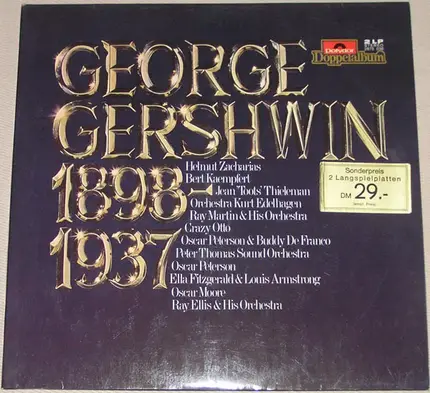 GEORGE
GERSHWIN
1898-
1937
Polydor
Doppelalbum
2 LP
Helmut Zacharias
Bert Kaempfert
Jean "Toots" Thieleman
Orchestra Kurt Edelhagen
Ray Martin & His Orchestra
Crazy Otto
Oscar Peterson & Buddy De Franco
Peter Thomas Sound Orchestra
Oscar Peterson
Ella Fitzgerald & Louis Armstrong
Oscar Moore
Ray Ellis & His Orchestra
Sonderpreis
2 Langspielplatten
DM 29.-